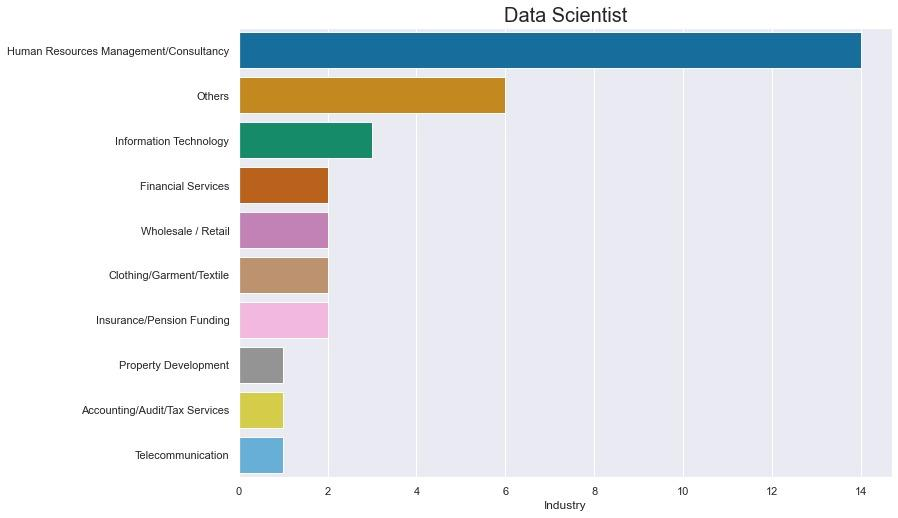 Data Scientist
Human Resources Management/Consultancy
Others
Information Technology
Financial Services
Wholesale / Retail
Clothing/Garment/Textile
Insurance/Pension Funding
Property Development
Accounting/Audit/Tax Services
Telecommunication
0 2 4 6 8 10 12 14
Industry